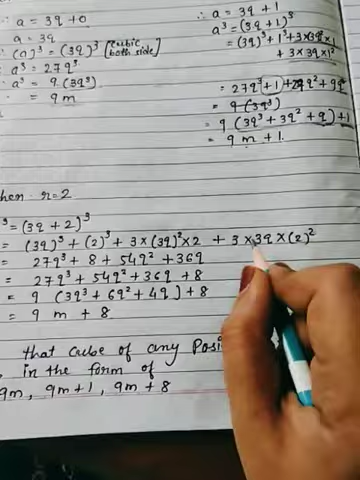 ∴ a = 3q + 0
a = 3q
∴ (a)³ = (3q)³ [cubic both side]
∴ a³ = 27q³
∴ a³ = 9 (3q³)
= 9m
∴ a = 3q + 1
a³ = (3q+1)³
= (3q)³ + 1³ + 3×(3q)²×1
+ 3×3q×1²
= 27q³ + 1 + 27q² + 9q
= 9 (3q³)
= 9 (3q³ + 3q² + q) + 1
= 9 m + 1.
When r = 2
³ = (3q + 2)³
= (3q)³ + (2)³ + 3×(3q)²×2 + 3×3q×(2)²
= 27q³ + 8 + 54q² + 36q
= 27q³ + 54q² + 36q + 8
= 9 (3q³ + 6q² + 4q) + 8
= 9 m + 8
that cube of any Posi
in the form of
9m, 9m+1, 9m+8